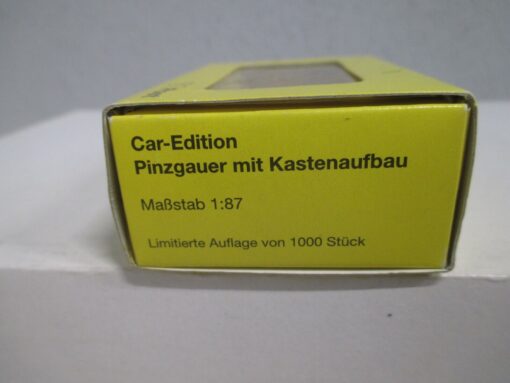 Car-Edition
Pinzgauer mit Kastenaufbau
Maßstab 1:87
Limitierte Auflage von 1000 Stück